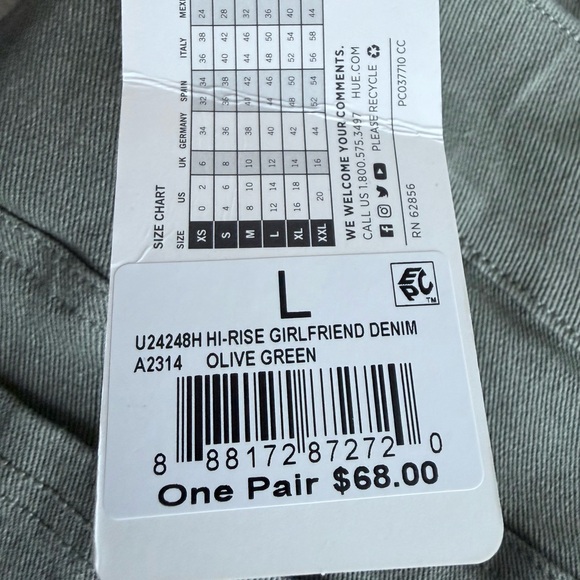 SIZE CHART
SIZE US UK GERMANY SPAIN ITALY
XS 0 2 6 34 32 34 36 38 24
S 4 6 8 36 36 38 40 42 28
M 8 10 10 38 40 42 44 46 32
L 12 14 12 40 44 46 48 50 36
XL 16 18 14 42 48 50 52 54 40
XXL 20 16 44 52 54 56 58 44
WE WELCOME YOUR COMMENTS.
CALL US 1.800.575.3497 HUE.COM
PLEASE RECYCLE
RN 62856 PC037710 CC
L
EPC™
U24248H HI-RISE GIRLFRIEND DENIM
A2314 OLIVE GREEN
8 88172 87272 0
One Pair $68.00